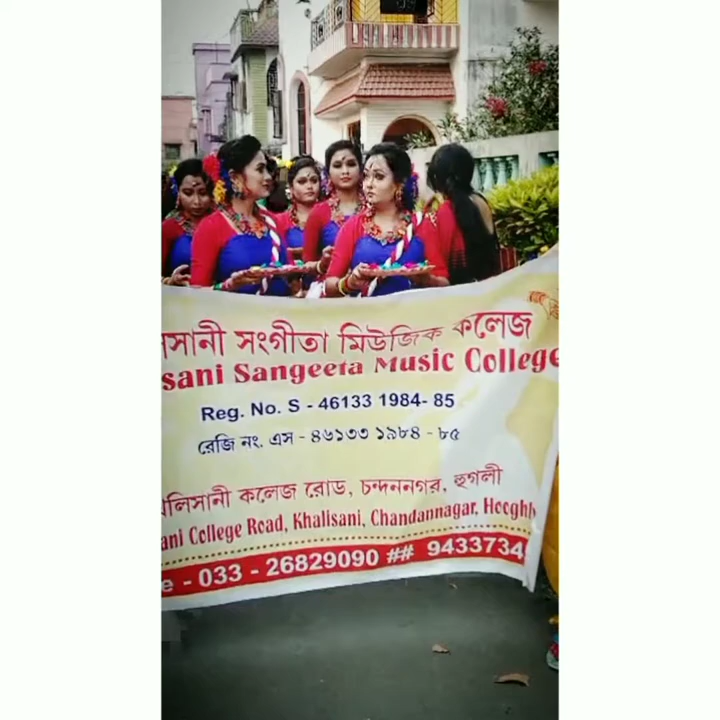 সানী সংগীতা মিউজিক কলেজ
sani Sangeeta Music College
Reg. No. S - 46133 1984- 85
রেজি নং. এস - ৪৬১৩৩ ১৯৮৪ - ৮৫
লিসানী কলেজ রোড, চন্দননগর, হুগলী
ani College Road, Khalisani, Chandannagar, Hooghl
e - 033 - 26829090 ## 9433734